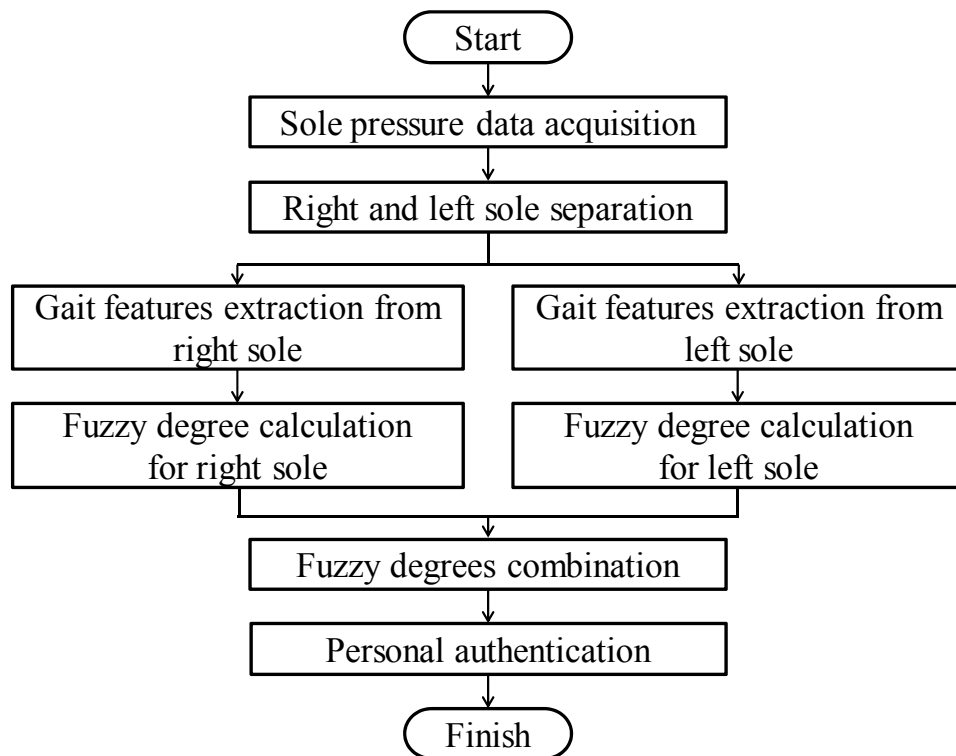 Start
Sole pressure data acquisition
Right and left sole separation
Gait features extraction from
right sole
Gait features extraction from
left sole
Fuzzy degree calculation
for right sole
Fuzzy degree calculation
for left sole
Fuzzy degrees combination
Personal authentication
Finish